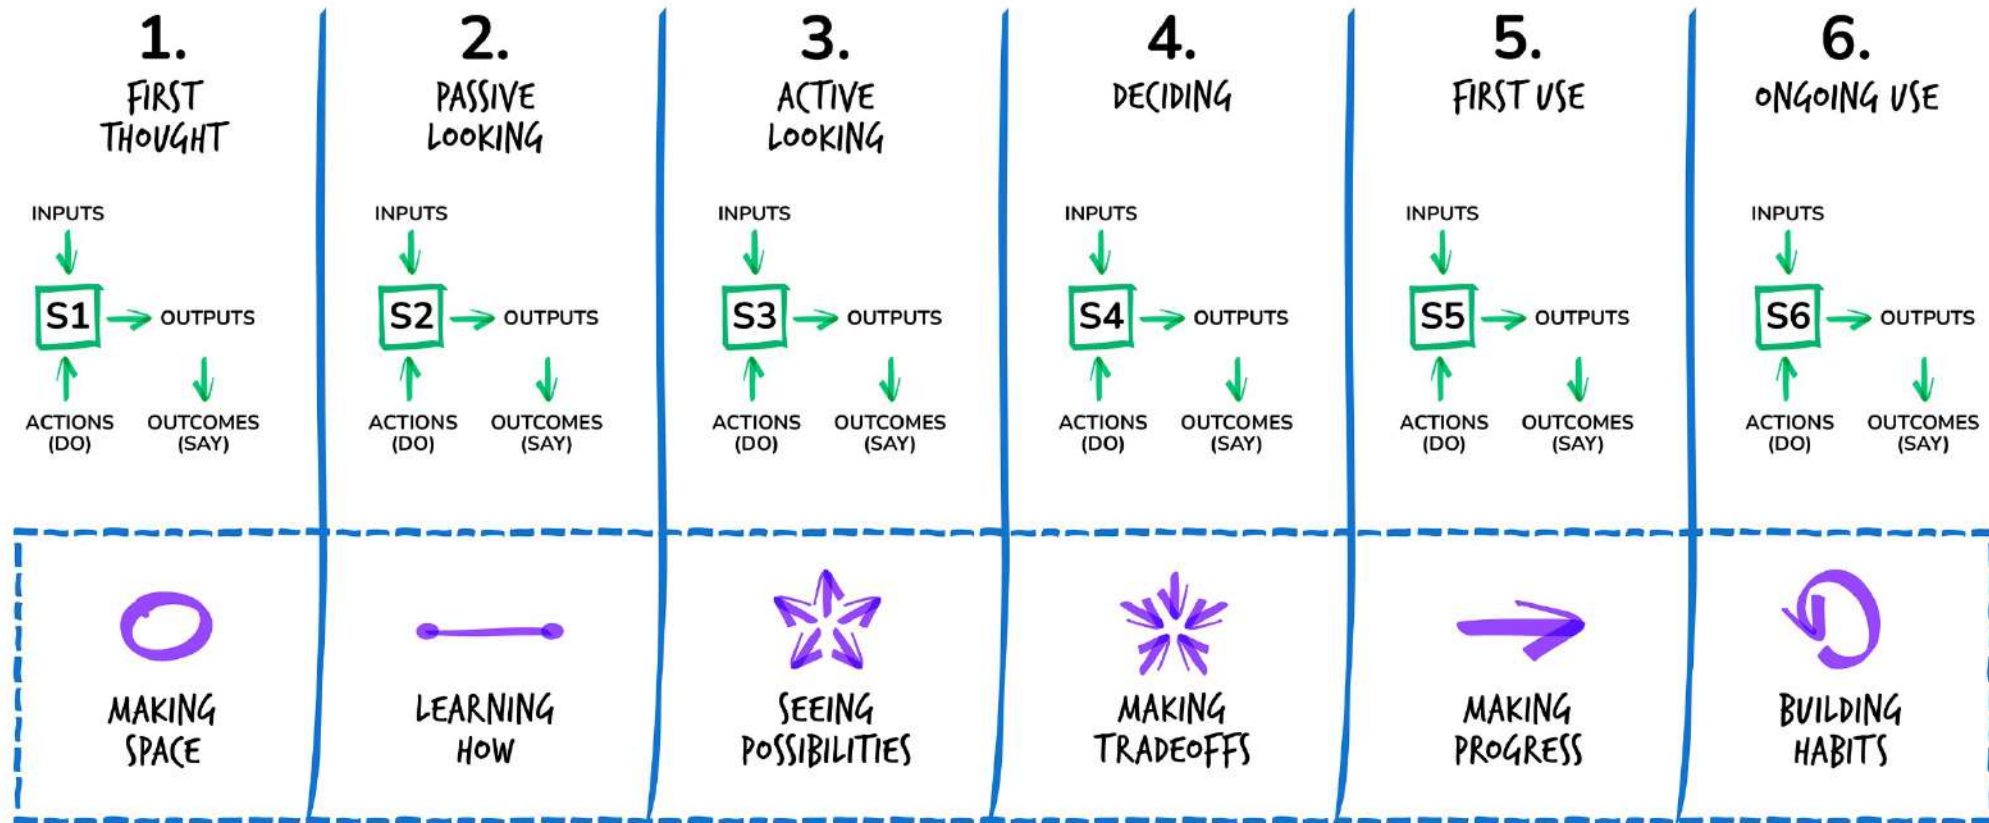 1.
FIRST
THOUGHT
INPUTS
S1
OUTPUTS
ACTIONS
(DO)
OUTCOMES
(SAY)
MAKING
SPACE
2.
PASSIVE
LOOKING
INPUTS
S2
OUTPUTS
ACTIONS
(DO)
OUTCOMES
(SAY)
LEARNING
HOW
3.
ACTIVE
LOOKING
INPUTS
S3
OUTPUTS
ACTIONS
(DO)
OUTCOMES
(SAY)
SEEING
POSSIBILITIES
4.
DECIDING
INPUTS
S4
OUTPUTS
ACTIONS
(DO)
OUTCOMES
(SAY)
MAKING
TRADEOFFS
5.
FIRST USE
INPUTS
S5
OUTPUTS
ACTIONS
(DO)
OUTCOMES
(SAY)
MAKING
PROGRESS
6.
ONGOING USE
INPUTS
S6
OUTPUTS
ACTIONS
(DO)
OUTCOMES
(SAY)
BUILDING
HABITS